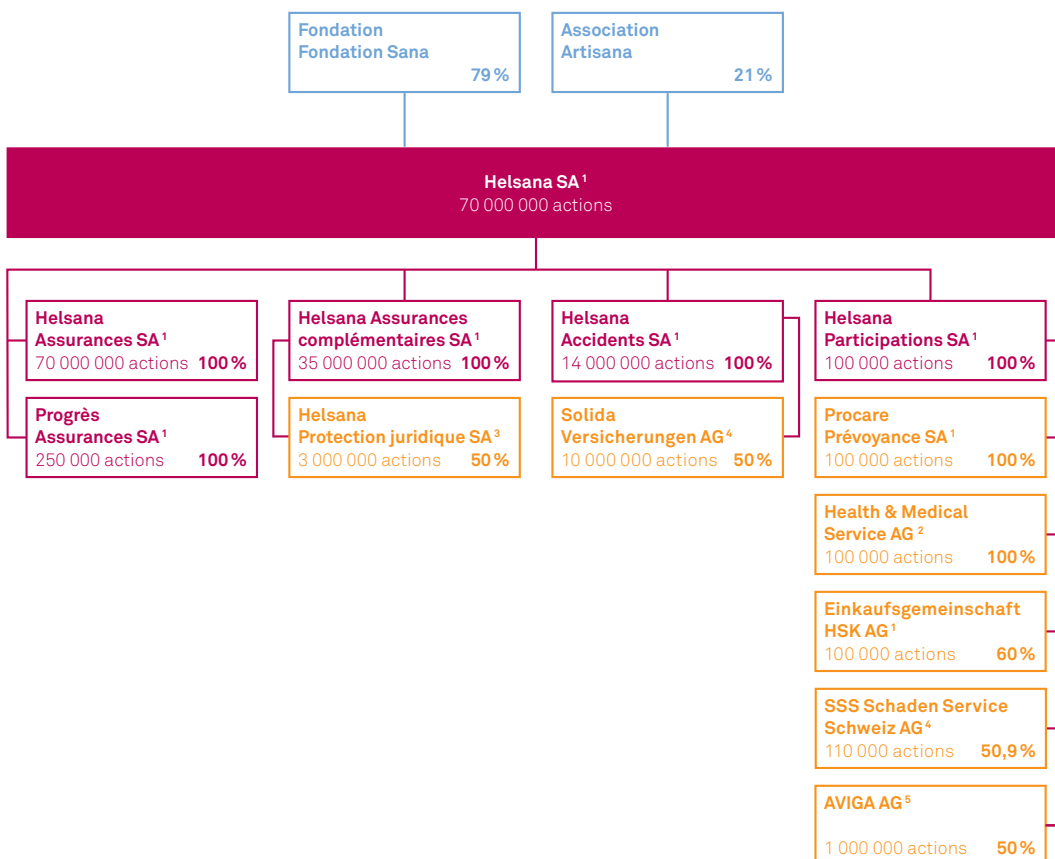 Fondation
Fondation Sana
79 %
Association
Artisana
21 %
Helsana SA ¹
70 000 000 actions
Helsana
Assurances SA ¹
70 000 000 actions 100 %
Progrès
Assurances SA ¹
250 000 actions 100 %
Helsana Assurances
complémentaires SA ¹
35 000 000 actions 100 %
Helsana
Protection juridique SA ³
3 000 000 actions 50 %
Helsana
Accidents SA ¹
14 000 000 actions 100 %
Solida
Versicherungen AG ⁴
10 000 000 actions 50 %
Helsana
Participations SA ¹
100 000 actions 100 %
Procare
Prévoyance SA ¹
100 000 actions 100 %
Health & Medical
Service AG ²
100 000 actions 100 %
Einkaufsgemeinschaft
HSK AG ¹
100 000 actions 60 %
SSS Schaden Service
Schweiz AG ⁴
110 000 actions 50,9 %
AVIGA AG ⁵
1 000 000 actions 50 %